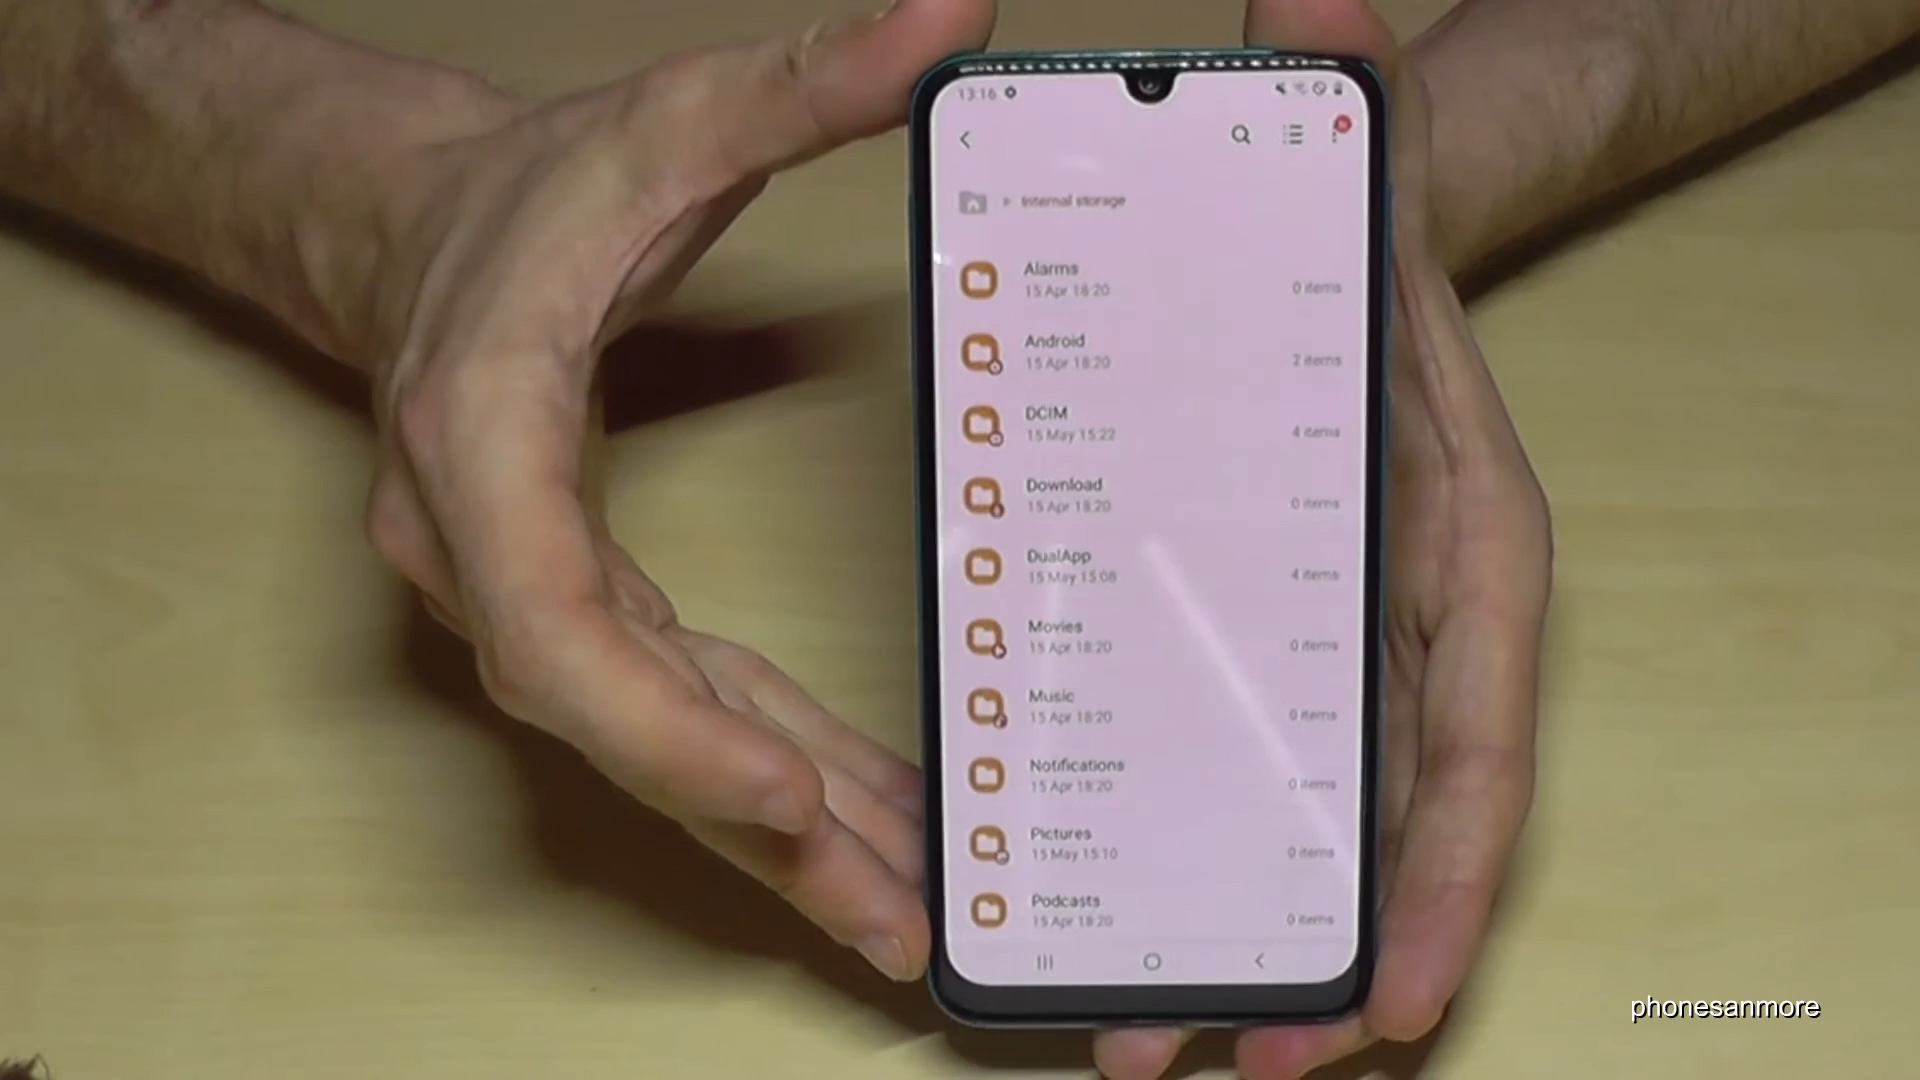 13:16
Internal storage
Alarms
15 Apr 18:20
0 items
Android
15 Apr 18:20
2 items
DCIM
15 May 15:22
4 items
Download
15 Apr 18:20
0 items
DualApp
15 May 15:08
4 items
Movies
15 Apr 18:20
0 items
Music
15 Apr 18:20
0 items
Notifications
15 Apr 18:20
0 items
Pictures
15 May 15:10
0 items
Podcasts
15 Apr 18:20
0 items
phonesanmore